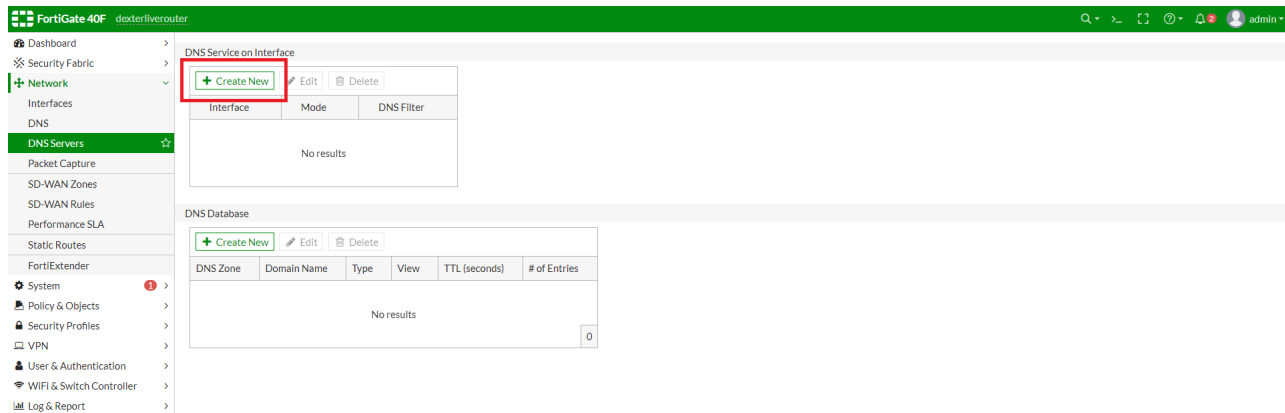 FortiGate 40F dexterliverouter
2 admin
Dashboard
Security Fabric
Network
Interfaces
DNS
DNS Servers
Packet Capture
SD-WAN Zones
SD-WAN Rules
Performance SLA
Static Routes
FortiExtender
System 1
Policy & Objects
Security Profiles
VPN
User & Authentication
WiFi & Switch Controller
Log & Report
DNS Service on Interface
Create New Edit Delete
Interface Mode DNS Filter
No results
DNS Database
Create New Edit Delete
DNS Zone Domain Name Type View TTL (seconds) # of Entries
No results
0